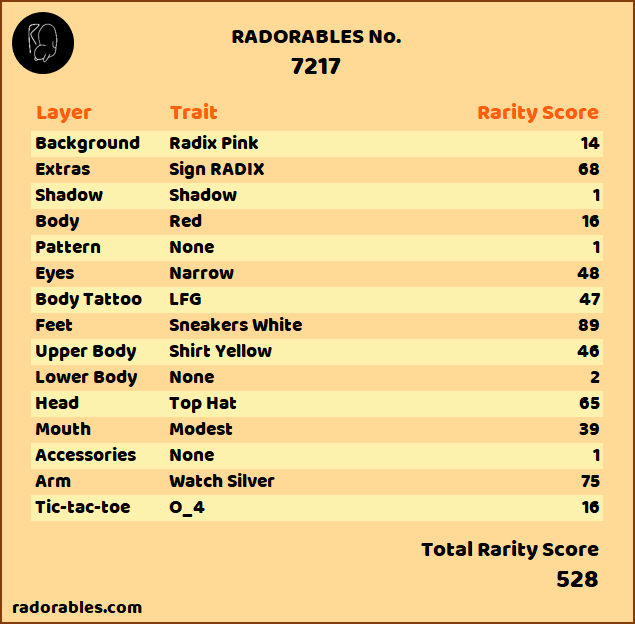 RADORABLES No.
7217
Layer Trait Rarity Score
Background Radix Pink 14
Extras Sign RADIX 68
Shadow Shadow 1
Body Red 16
Pattern None 1
Eyes Narrow 48
Body Tattoo LFG 47
Feet Sneakers White 89
Upper Body Shirt Yellow 46
Lower Body None 2
Head Top Hat 65
Mouth Modest 39
Accessories None 1
Arm Watch Silver 75
Tic-tac-toe O_4 16
Total Rarity Score
528
radorables.com